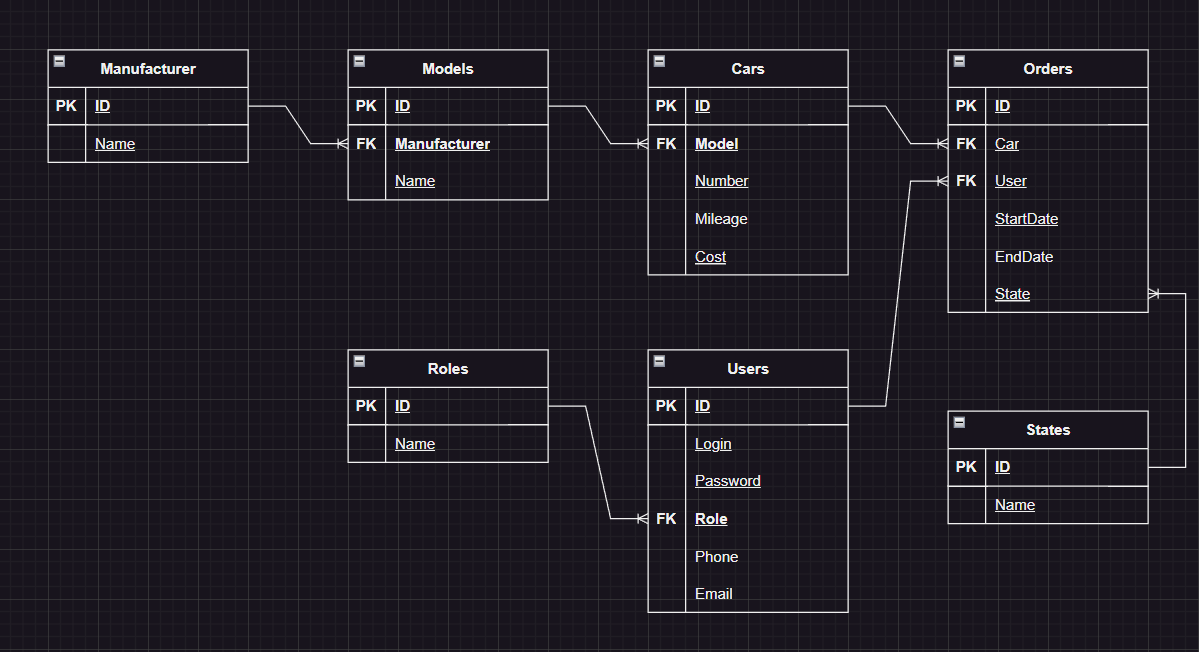 Manufacturer
PK ID
Name
Models
PK ID
FK Manufacturer
Name
Cars
PK ID
FK Model
Number
Mileage
Cost
Orders
PK ID
FK Car
FK User
StartDate
EndDate
State
Roles
PK ID
Name
Users
PK ID
Login
Password
FK Role
Phone
Email
States
PK ID
Name